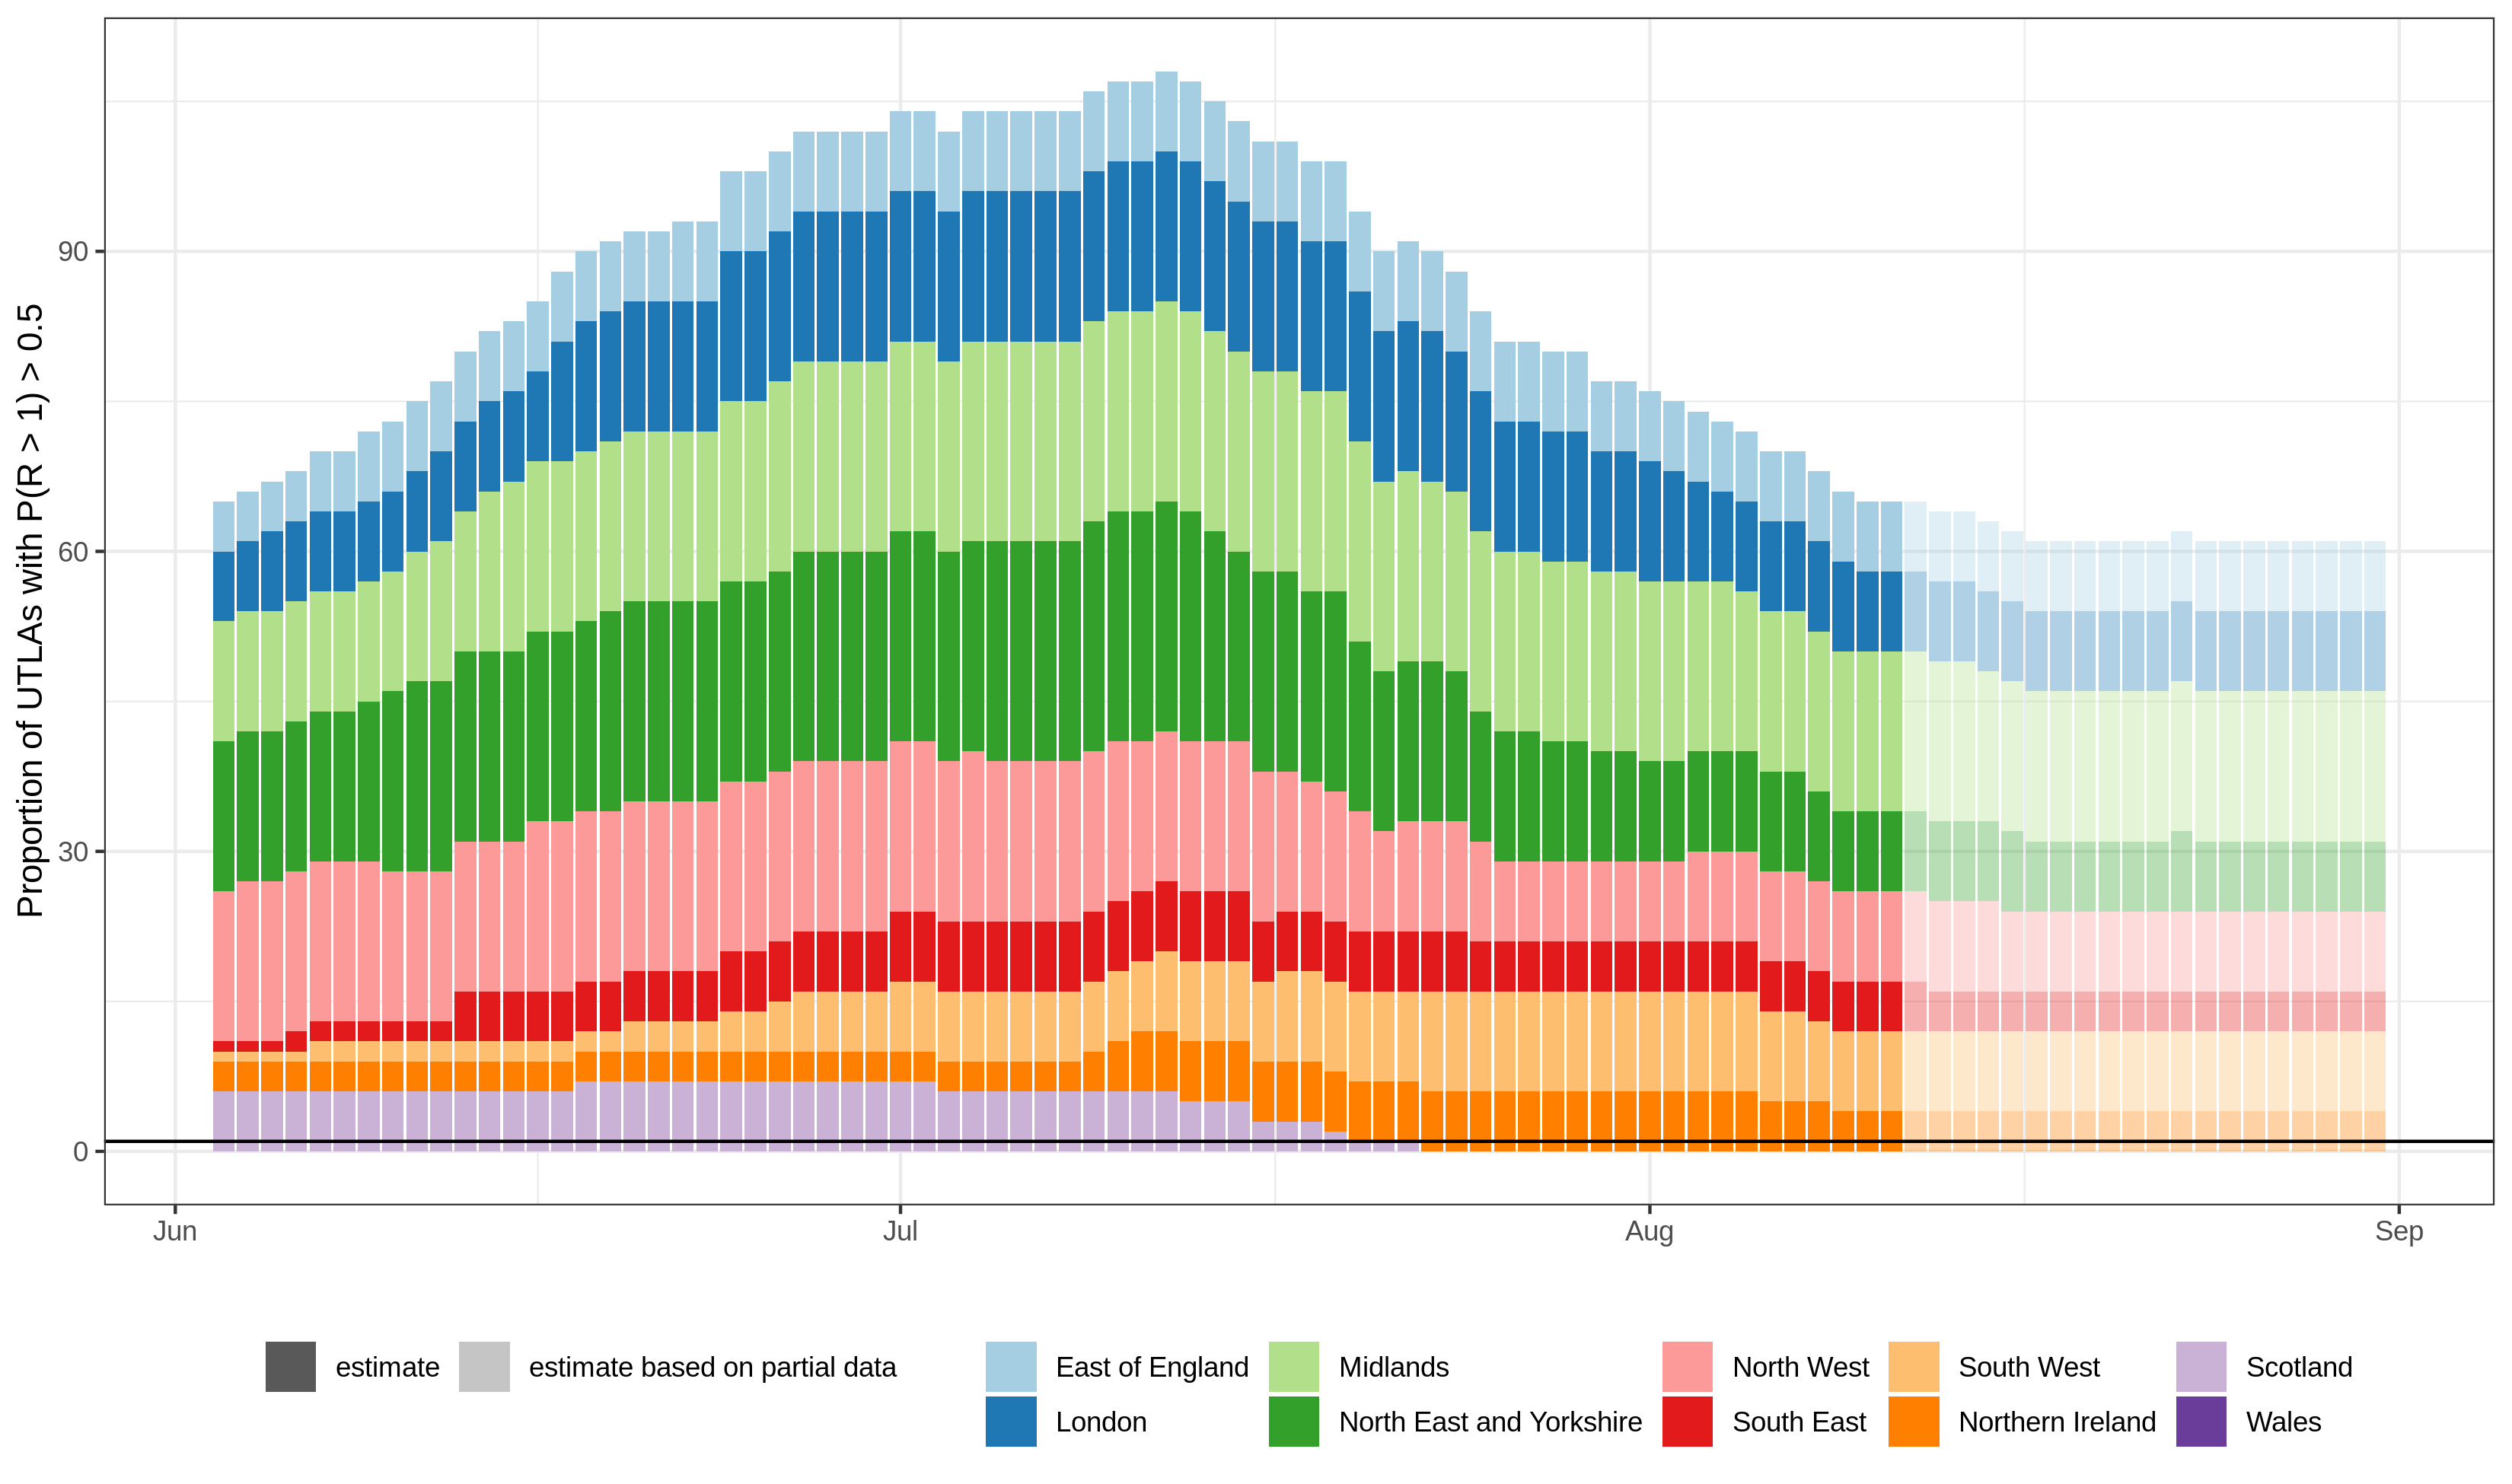 Proportion of UTLAs with P(R > 1) > 0.5
90
60
30
0
Jun Jul Aug Sep
estimate estimate based on partial data East of England Midlands North West South West Scotland
London North East and Yorkshire South East Northern Ireland Wales